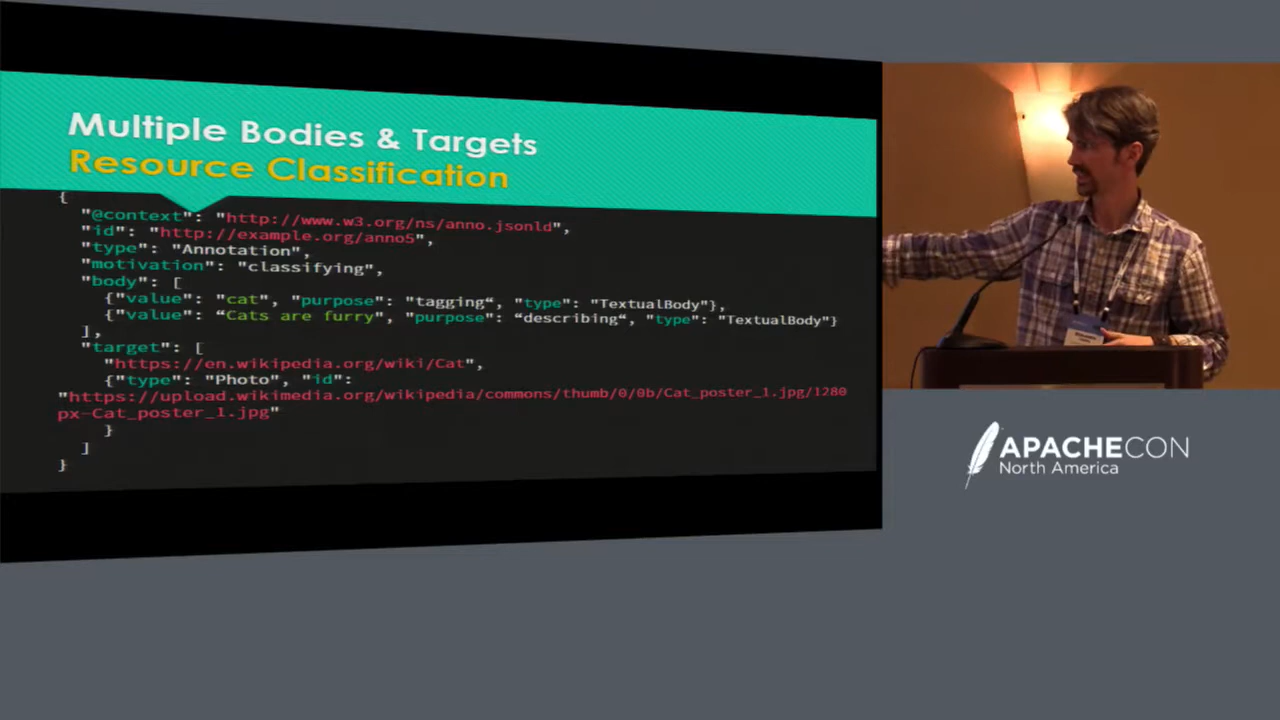 Multiple Bodies & Targets
Resource Classification
{
"@context": "http://www.w3.org/ns/anno.jsonld",
"id": "http://example.org/anno5",
"type": "Annotation",
"motivation": "classifying",
"body": [
{"value": "cat", "purpose": "tagging“, "type": "TextualBody"},
{"value": “Cats are furry", "purpose": “describing“, "type": "TextualBody"}
],
"target": [
"https://en.wikipedia.org/wiki/Cat",
{"type": "Photo", "id":
"https://upload.wikimedia.org/wikipedia/commons/thumb/0/0b/Cat_poster_1.jpg/1280
px-Cat_poster_1.jpg"
}
]
}
APACHECON
North America